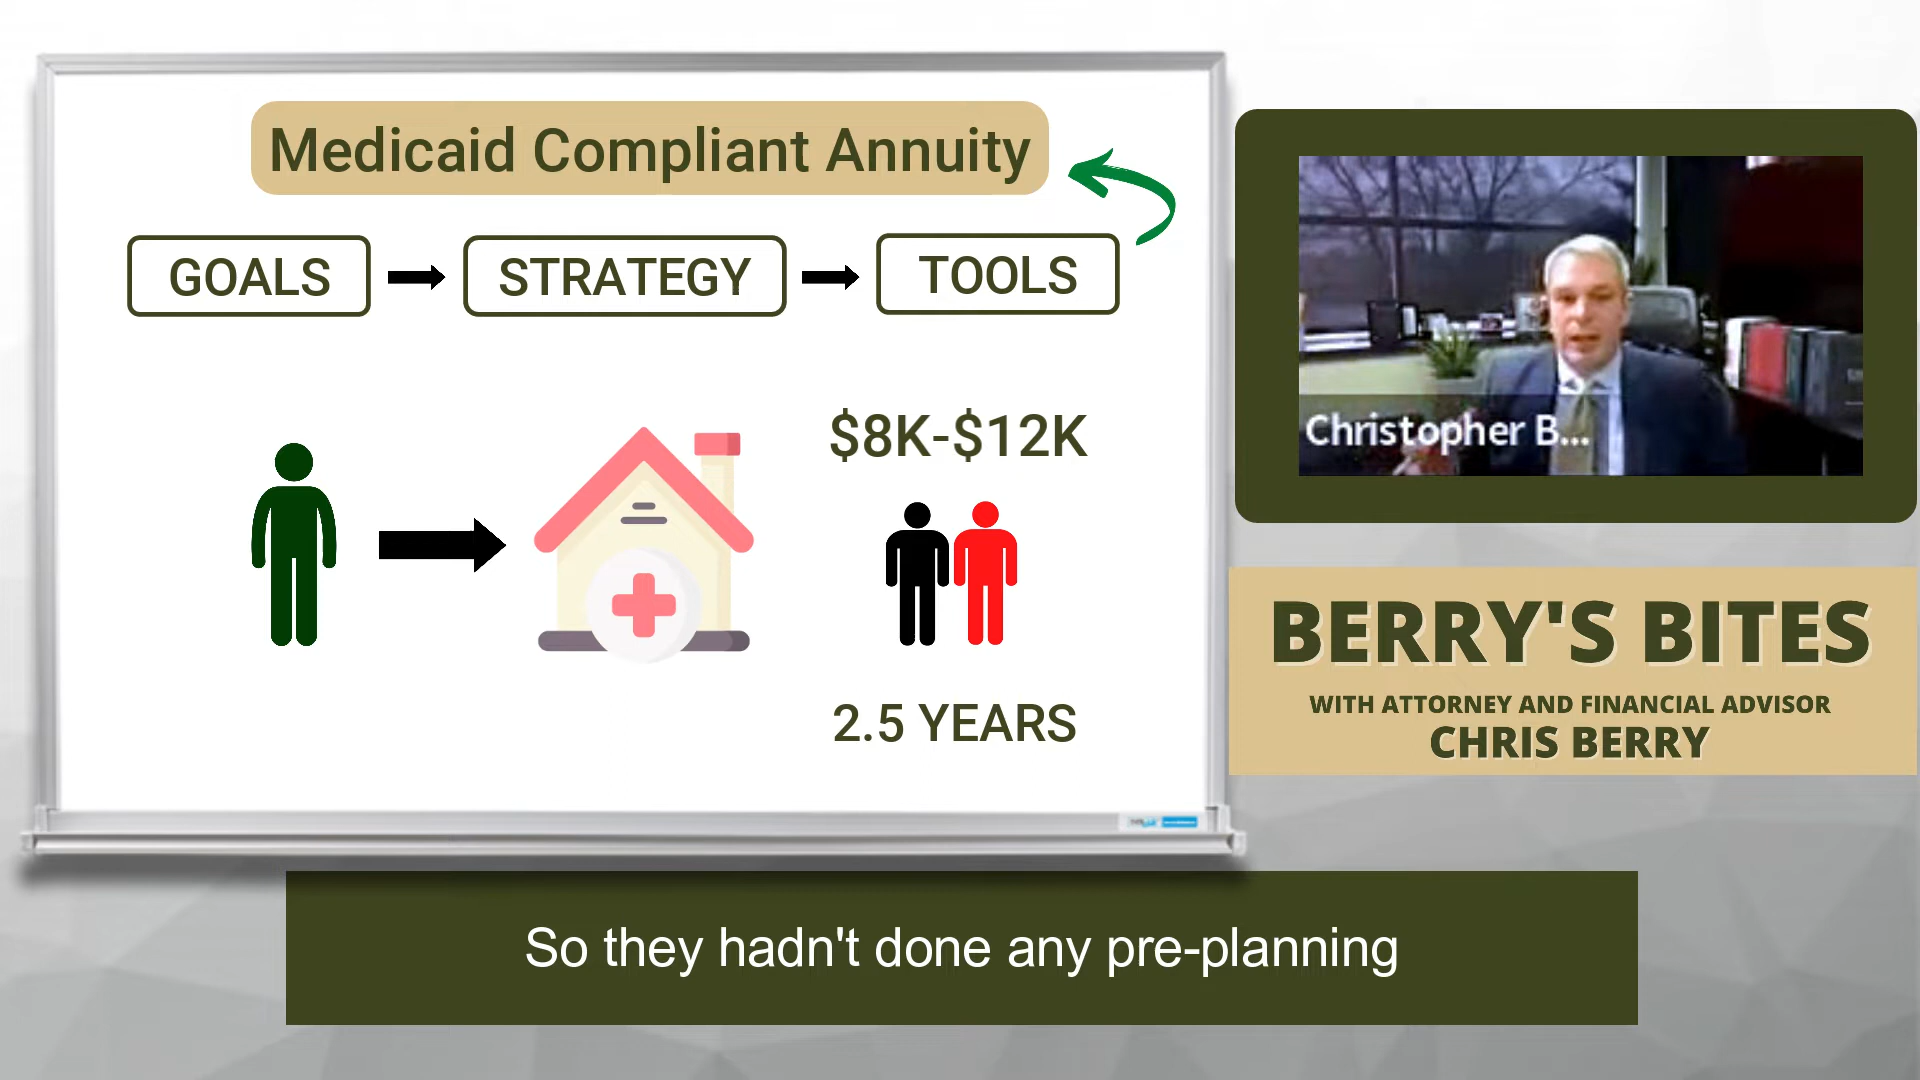 Medicaid Compliant Annuity
GOALS
STRATEGY
TOOLS
$8K-$12K
2.5 YEARS
Christopher B...
BERRY'S BITES
WITH ATTORNEY AND FINANCIAL ADVISOR
CHRIS BERRY
So they hadn't done any pre-planning